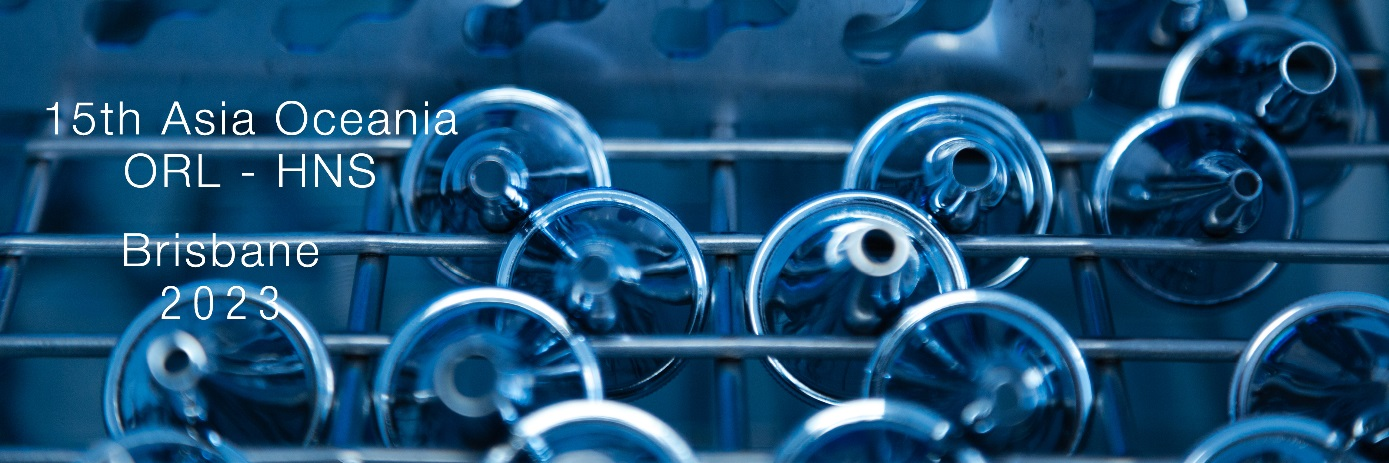 15th Asia Oceania
ORL - HNS
Brisbane
2023